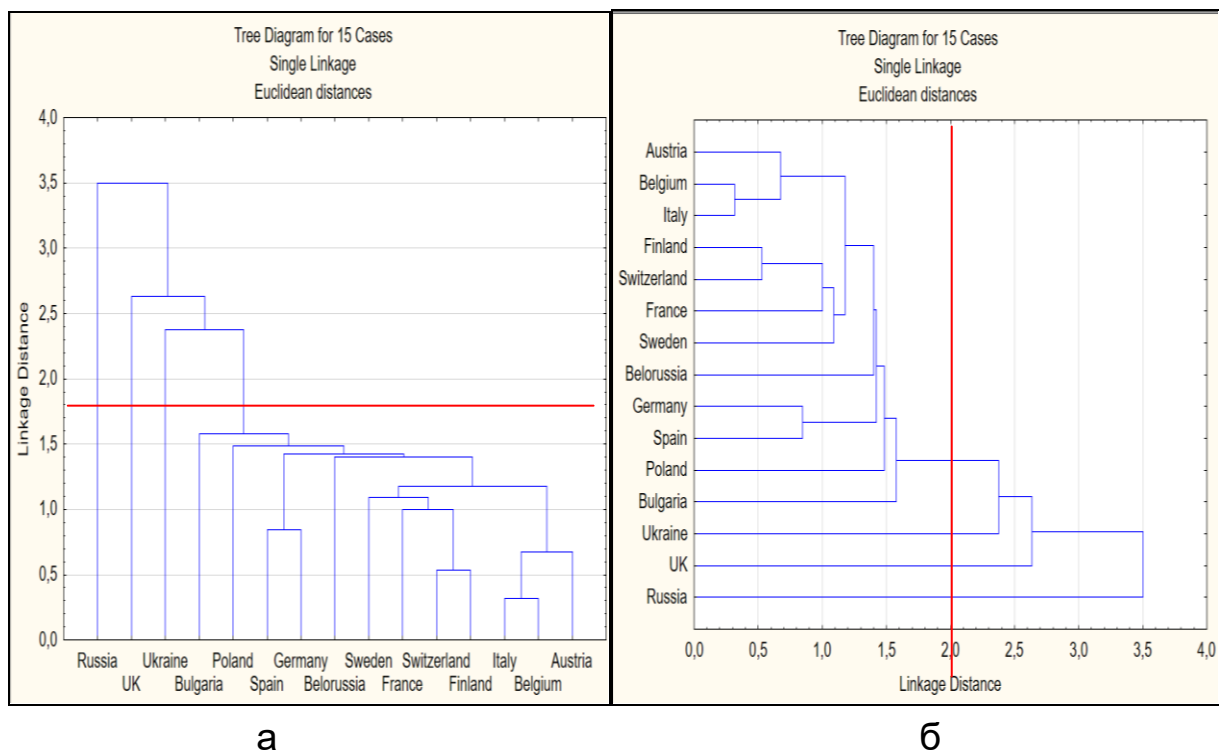 Tree Diagram for 15 Cases
Single Linkage
Euclidean distances
4,0
3,5
3,0
2,5
2,0
1,5
1,0
0,5
0,0
Linkage Distance
Russia Ukraine Poland Germany Sweden Switzerland Italy Austria
UK Bulgaria Spain Belorussia France Finland Belgium
а
Tree Diagram for 15 Cases
Single Linkage
Euclidean distances
Austria
Belgium
Italy
Finland
Switzerland
France
Sweden
Belorussia
Germany
Spain
Poland
Bulgaria
Ukraine
UK
Russia
0,0 0,5 1,0 1,5 2,0 2,5 3,0 3,5 4,0
Linkage Distance
б